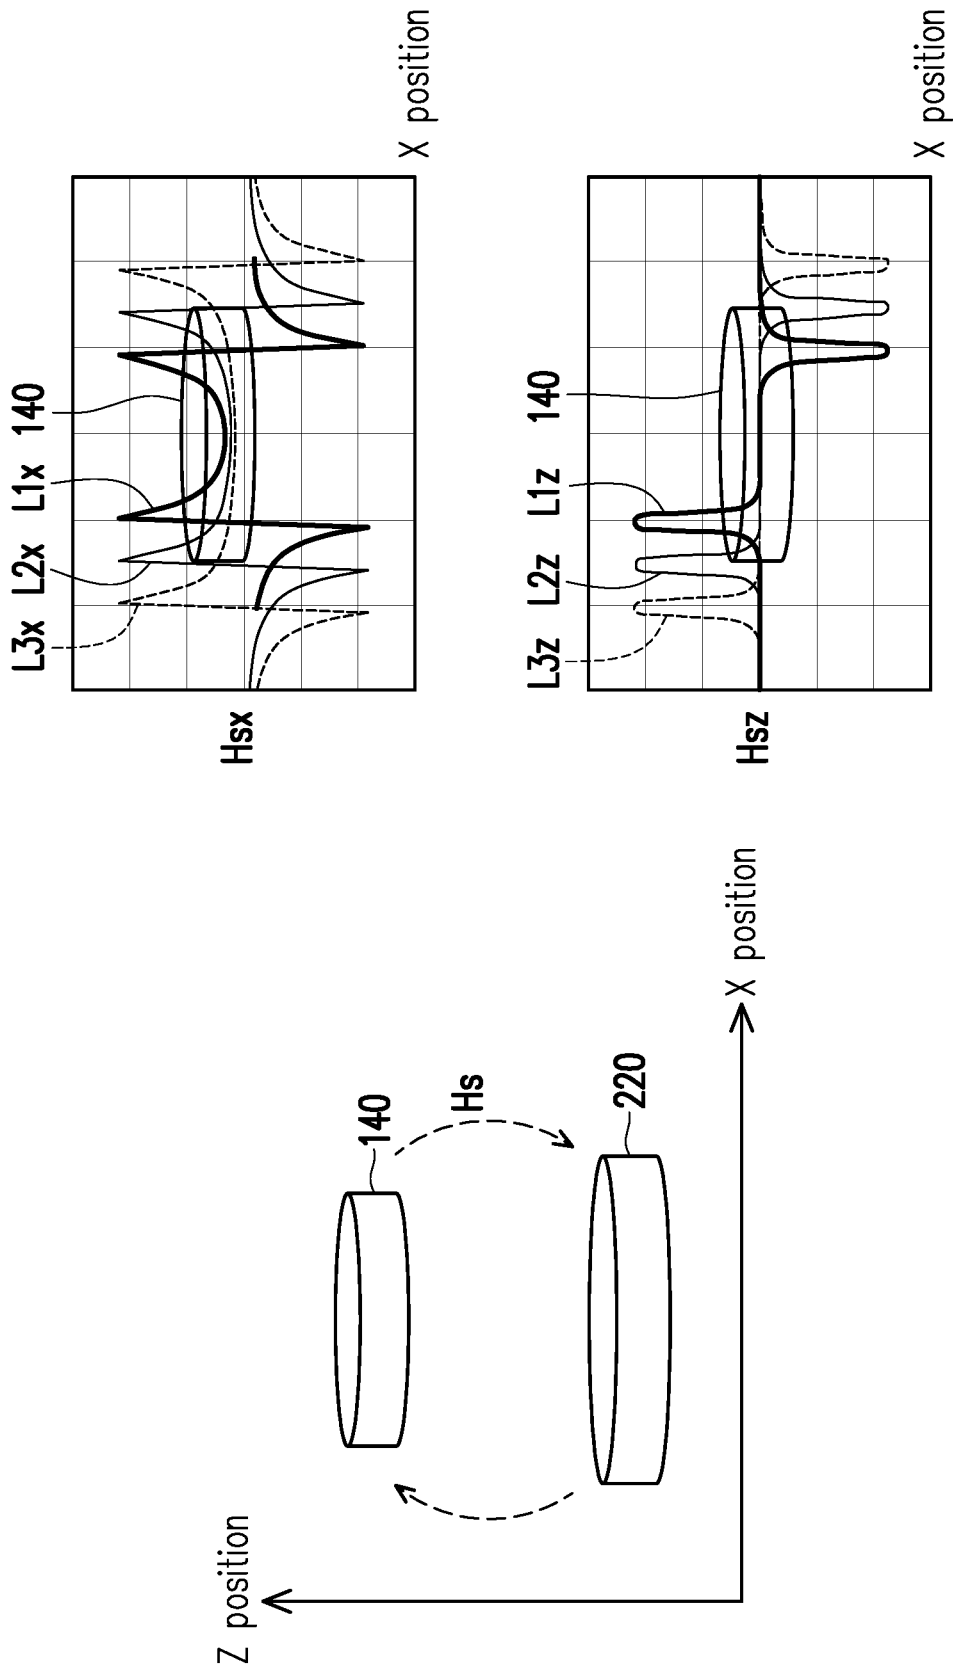 Z position
140
Hs
220
X position
L3x L2x L1x 140
Hsx
X position
L3z L2z L1z 140
Hsz
X position